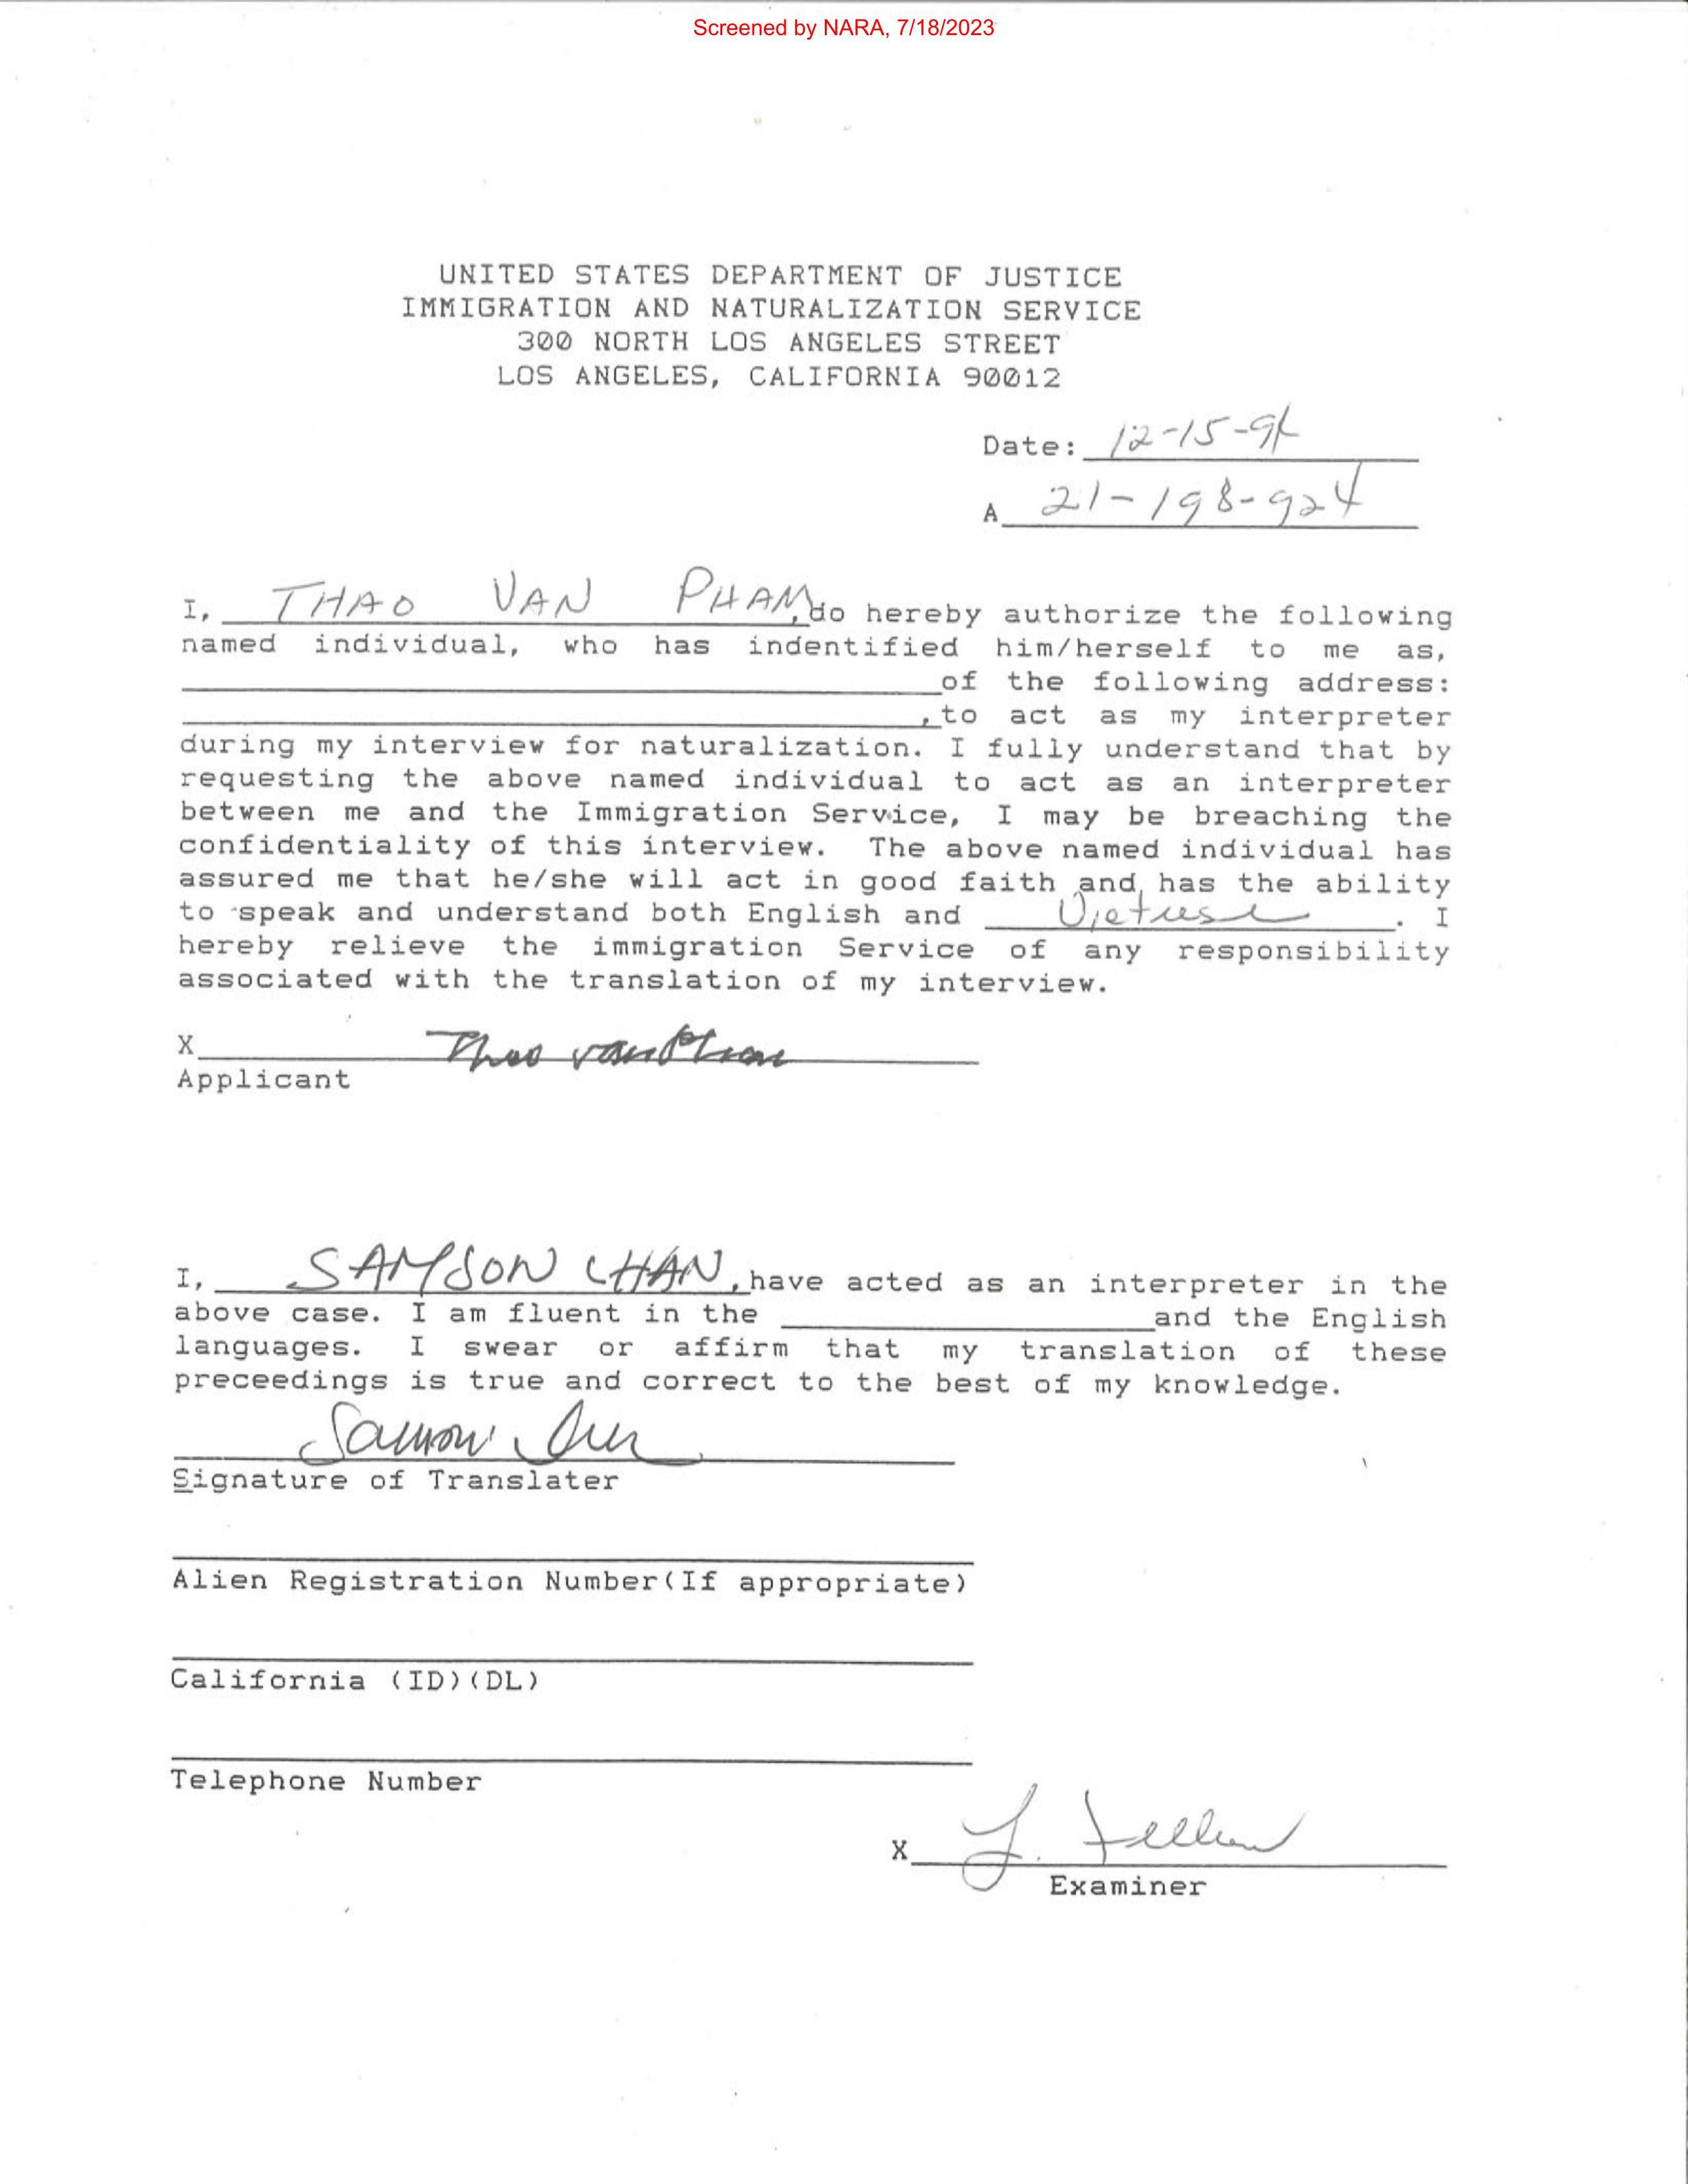 Screened by NARA, 7/18/2023
UNITED STATES DEPARTMENT OF JUSTICE
IMMIGRATION AND NATURALIZATION SERVICE
300 NORTH LOS ANGELES STREET
LOS ANGELES, CALIFORNIA 90012
Date: 12-15-94
A 21-198-924
I, THAO VAN PHAM, do hereby authorize the following
named individual, who has indentified him/herself to me as,
of the following address:
, to act as my interpreter
during my interview for naturalization. I fully understand that by
requesting the above named individual to act as an interpreter
between me and the Immigration Service, I may be breaching the
confidentiality of this interview. The above named individual has
assured me that he/she will act in good faith and has the ability
to speak and understand both English and . I
hereby relieve the immigration Service of any responsibility
associated with the translation of my interview.
X Thao van Pham
Applicant
I, SAMSON CHAN, have acted as an interpreter in the
above case. I am fluent in the and the English
languages. I swear or affirm that my translation of these
preceedings is true and correct to the best of my knowledge.
Signature of Translater
Alien Registration Number(If appropriate)
California (ID)(DL)
Telephone Number
X
Examiner